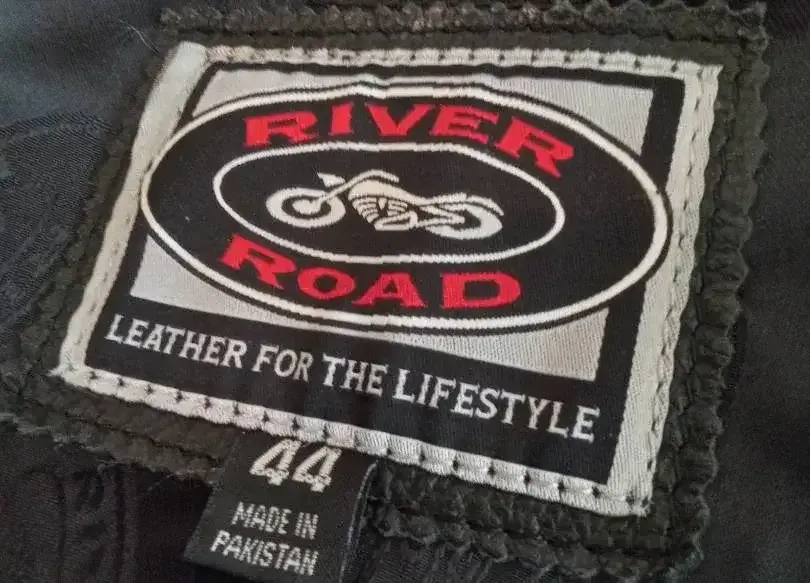 RIVER
ROAD
LEATHER FOR THE LIFESTYLE
44
MADE IN
PAKISTAN